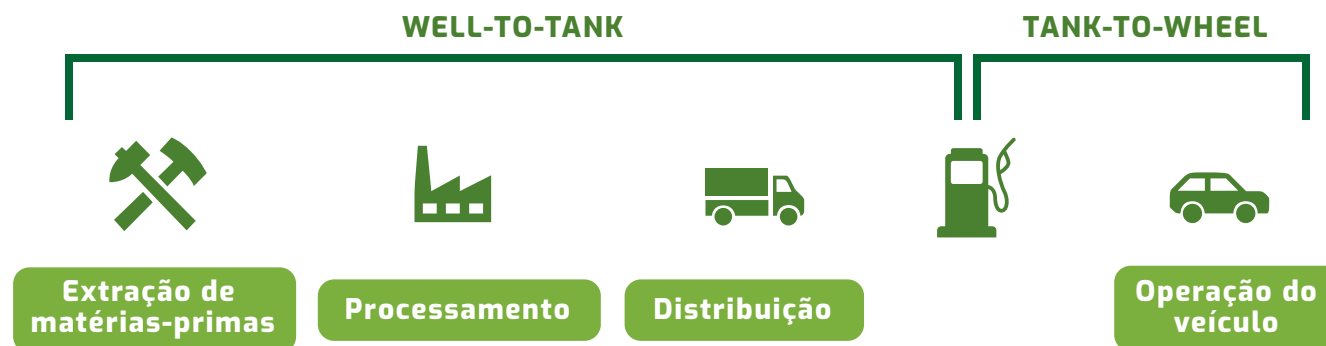 WELL-TO-TANK
TANK-TO-WHEEL
Extração de
matérias-primas
Processamento
Distribuição
Operação do
veículo